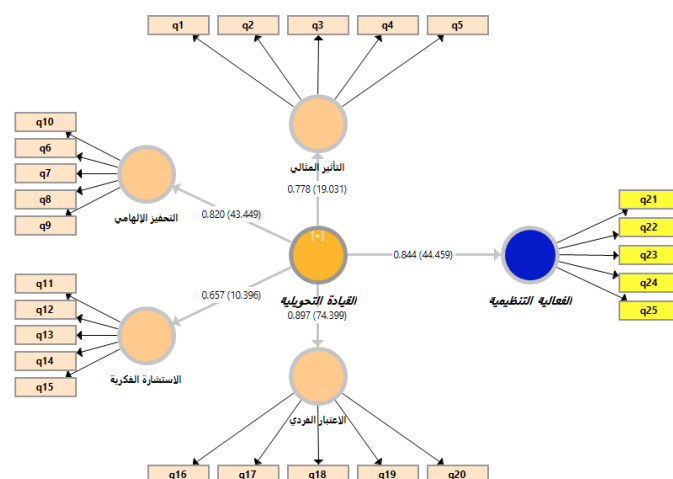 q1
q2
q3
q4
q5
التأثير المثالي
0.778 (19.031)
q10
q6
q7
q8
q9
التحفيز الإلهامي
0.820 (43.449)
[+]
القيادة التحويلية
0.844 (44.459)
الفعالية التنظيمية
q21
q22
q23
q24
q25
0.657 (10.396)
q11
q12
q13
q14
q15
الاستشارة الفكرية
0.897 (74.399)
الاعتبار الفردي
q16
q17
q18
q19
q20